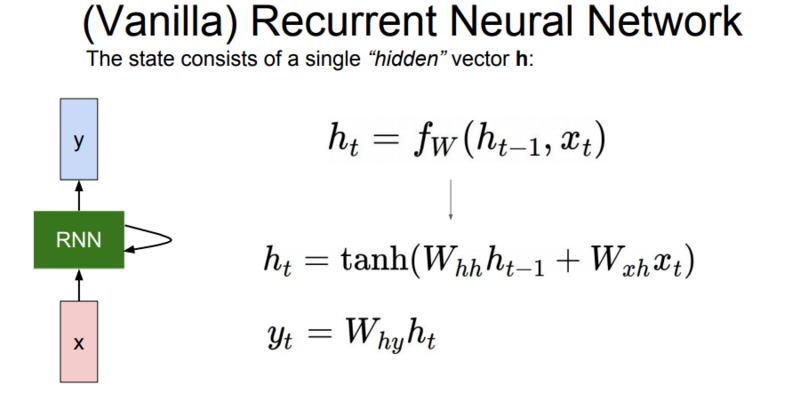 (Vanilla) Recurrent Neural Network
The state consists of a single “hidden” vector h:
y
RNN
x
h_t = f_W(h_{t−1}, x_t)
h_t = tanh(W_{hh}h_{t−1} + W_{xh}x_t)
y_t = W_{hy}h_t